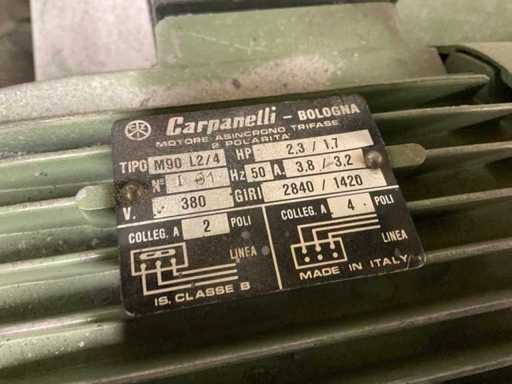 Carpanelli - BOLOGNA
MOTORE ASINCRONO TRIFASE
2 POLARITA'
TIPO M90 L2/4 HP 2,3 / 1,7
N° Hz 50 A. 3,8 / 3,2
V. 380 GIRI 2840 / 1420
COLLEG. A 2 POLI COLLEG. A 4 POLI
LINEA LINEA
IS. CLASSE B MADE IN ITALY